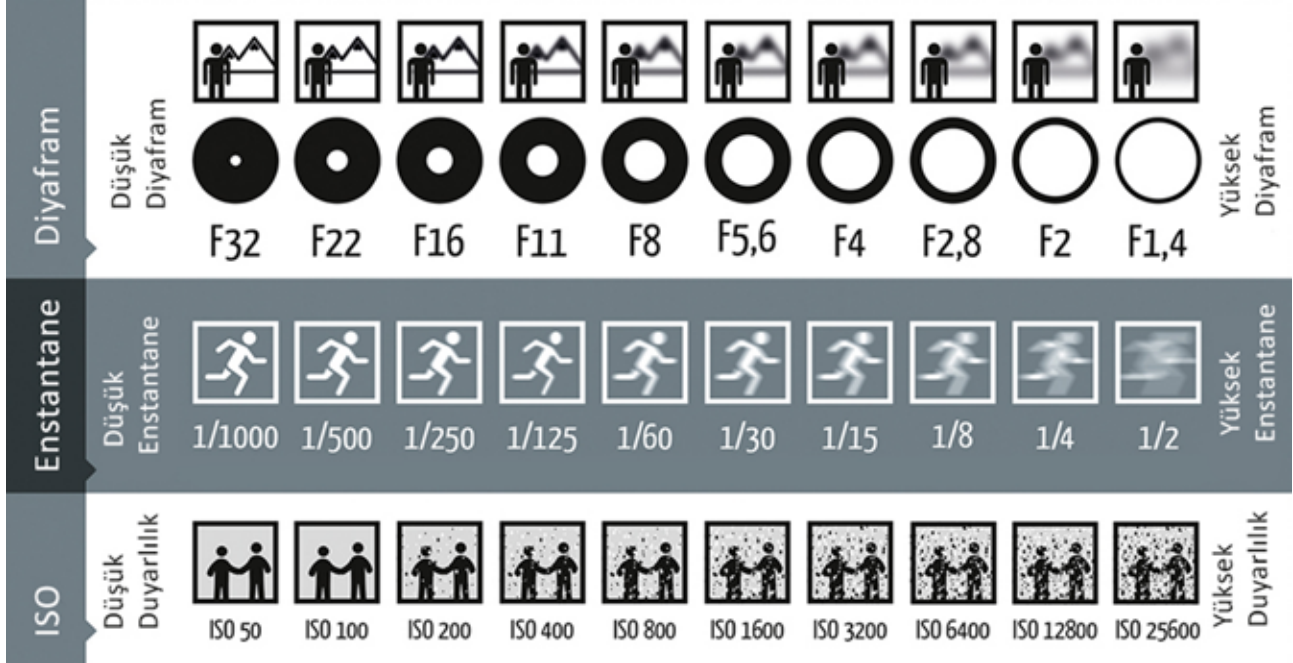 Diyafram
Düşük
Diyafram
F32 F22 F16 F11 F8 F5,6 F4 F2,8 F2 F1,4
Yüksek
Diyafram
Enstantane
Düşük
Enstantane
1/1000 1/500 1/250 1/125 1/60 1/30 1/15 1/8 1/4 1/2
Yüksek
Enstantane
ISO
Düşük
Duyarlılık
ISO 50 ISO 100 ISO 200 ISO 400 ISO 800 ISO 1600 ISO 3200 ISO 6400 ISO 12800 ISO 25600
Yüksek
Duyarlılık